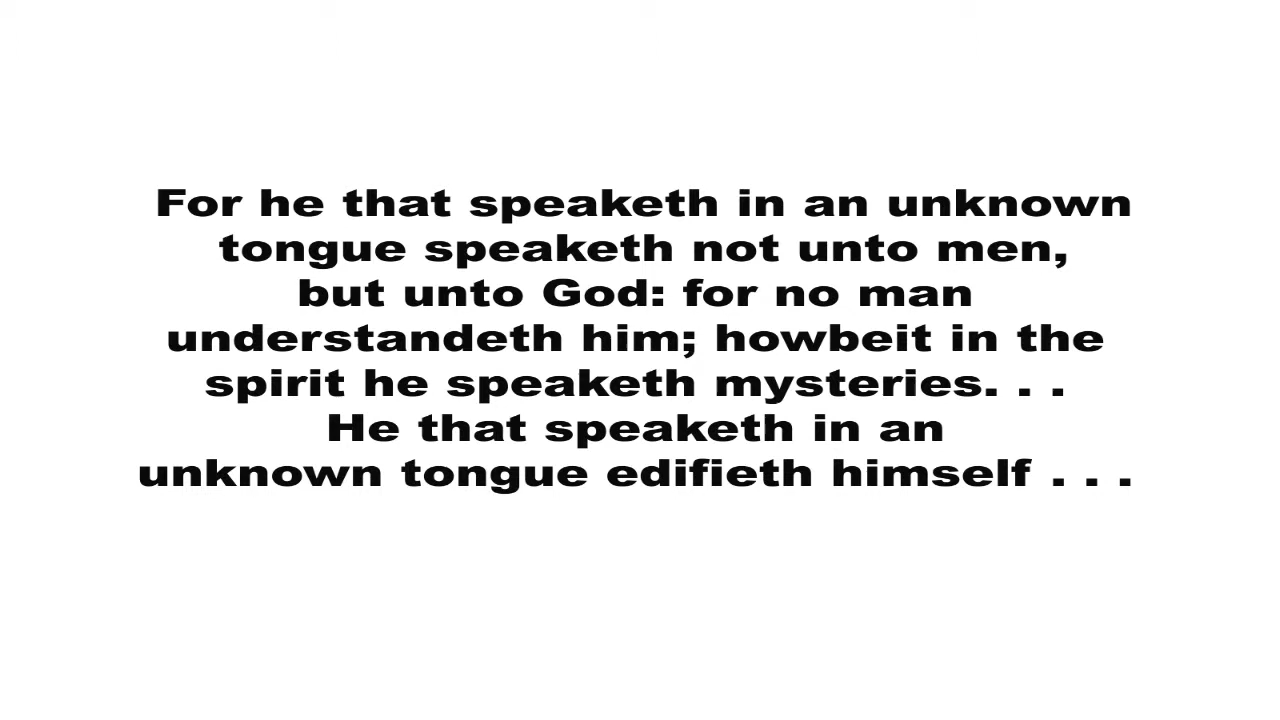 For he that speaketh in an unknown
tongue speaketh not unto men,
but unto God: for no man
understandeth him; howbeit in the
spirit he speaketh mysteries. . .
He that speaketh in an
unknown tongue edifieth himself . . .